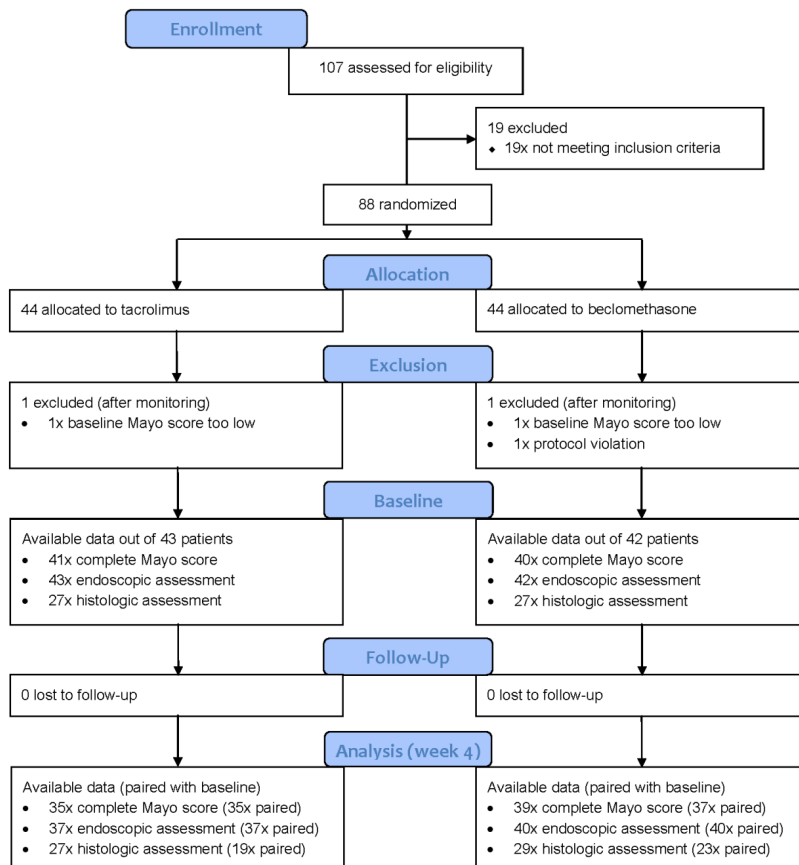 Enrollment
107 assessed for eligibility
19 excluded
⬥ 19x not meeting inclusion criteria
88 randomized
Allocation
44 allocated to tacrolimus
44 allocated to beclomethasone
Exclusion
1 excluded (after monitoring)
• 1x baseline Mayo score too low
1 excluded (after monitoring)
• 1x baseline Mayo score too low
• 1x protocol violation
Baseline
Available data out of 43 patients
• 41x complete Mayo score
• 43x endoscopic assessment
• 27x histologic assessment
Available data out of 42 patients
• 40x complete Mayo score
• 42x endoscopic assessment
• 27x histologic assessment
Follow-Up
0 lost to follow-up
0 lost to follow-up
Analysis (week 4)
Available data (paired with baseline)
• 35x complete Mayo score (35x paired)
• 37x endoscopic assessment (37x paired)
• 27x histologic assessment (19x paired)
Available data (paired with baseline)
• 39x complete Mayo score (37x paired)
• 40x endoscopic assessment (40x paired)
• 29x histologic assessment (23x paired)